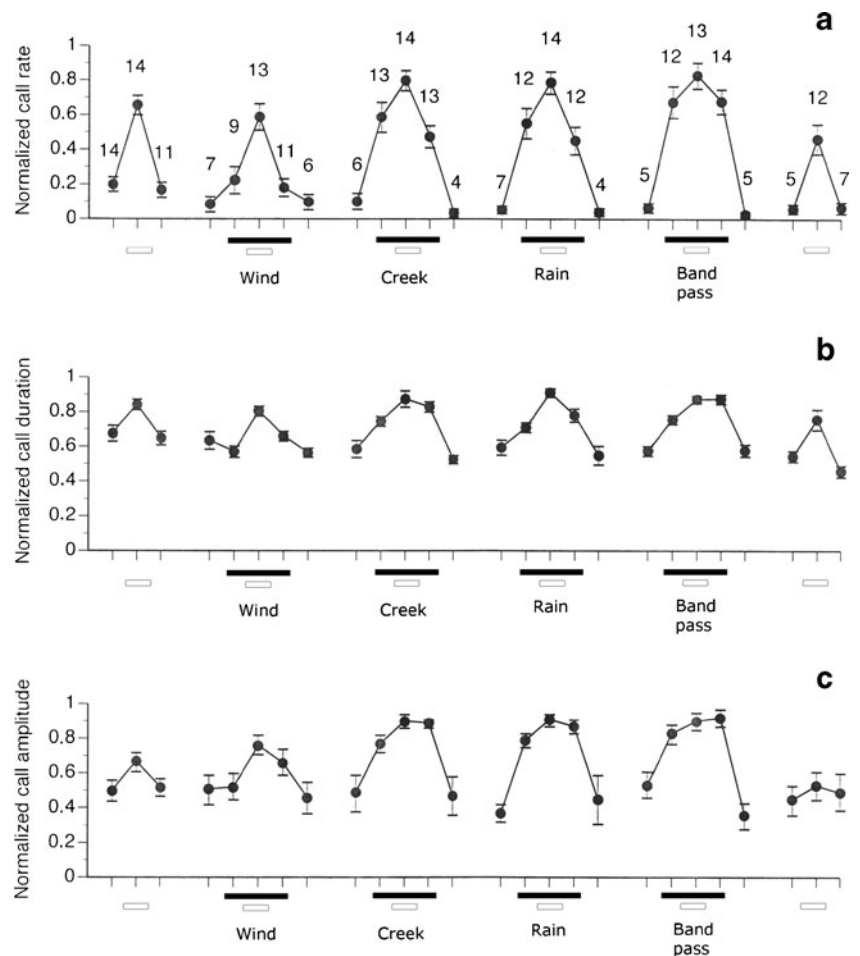 a
Normalized call rate
1
0.8
0.6
0.4
0.2
0
14 14 11
7 9 13 11 6
6 13 14 13 4
7 12 14 12 4
5 12 13 14 5
5 12 7
Wind Creek Rain Band
pass
b
Normalized call duration
1
0.8
0.6
0.4
0.2
0
Wind Creek Rain Band
pass
c
Normalized call amplitude
1
0.8
0.6
0.4
0.2
0
Wind Creek Rain Band
pass